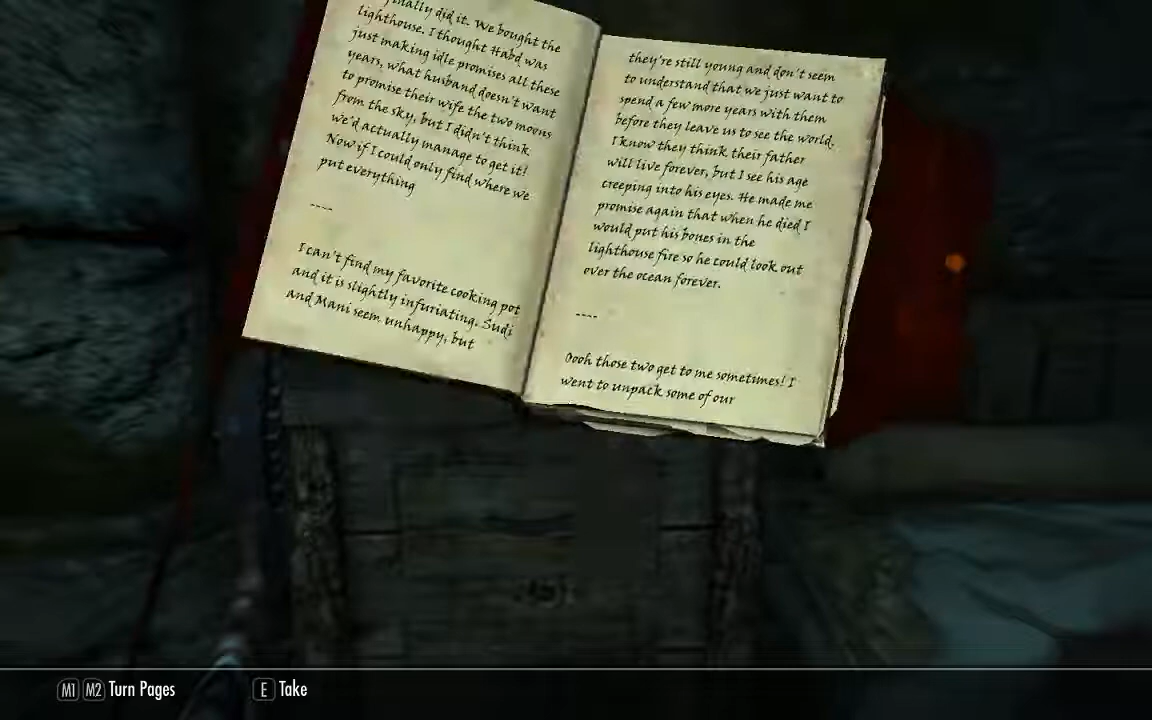 finally did it. We bought the
lighthouse. I thought Habd was
just making idle promises all these
years, what husband doesn't want
to promise their wife the two moons
from the sky, but I didn't think
we'd actually manage to get it!
Now if I could only find where we
put everything
----
I can't find my favorite cooking pot
and it is slightly infuriating. Sudi
and Mani seem unhappy, but
they're still young and don't seem
to understand that we just want to
spend a few more years with them
before they leave us to see the world.
I know they think their father
will live forever, but I see his age
creeping into his eyes. He made me
promise again that when he died I
would put his bones in the
lighthouse fire so he could look out
over the ocean forever.
----
Oooh those two get to me sometimes! I
went to unpack some of our
M1 M2 Turn Pages
E Take